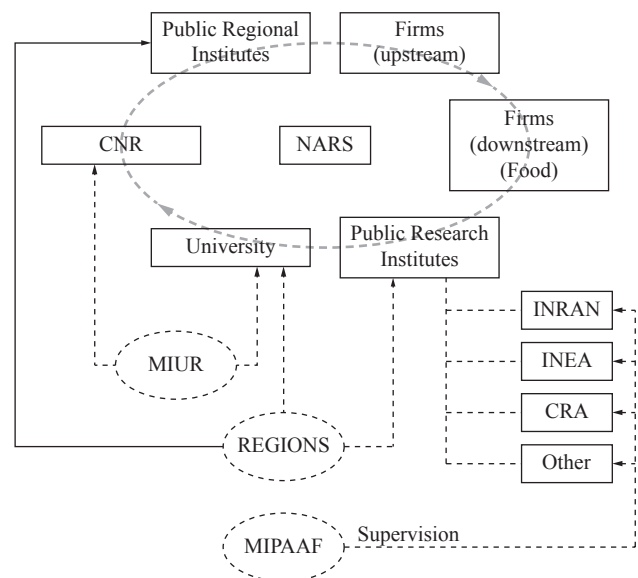 Public Regional
Institutes
Firms
(upstream)
Firms
(downstream)
(Food)
CNR
NARS
University
Public Research
Institutes
INRAN
MIUR
INEA
CRA
REGIONS
Other
MIPAAF
Supervision